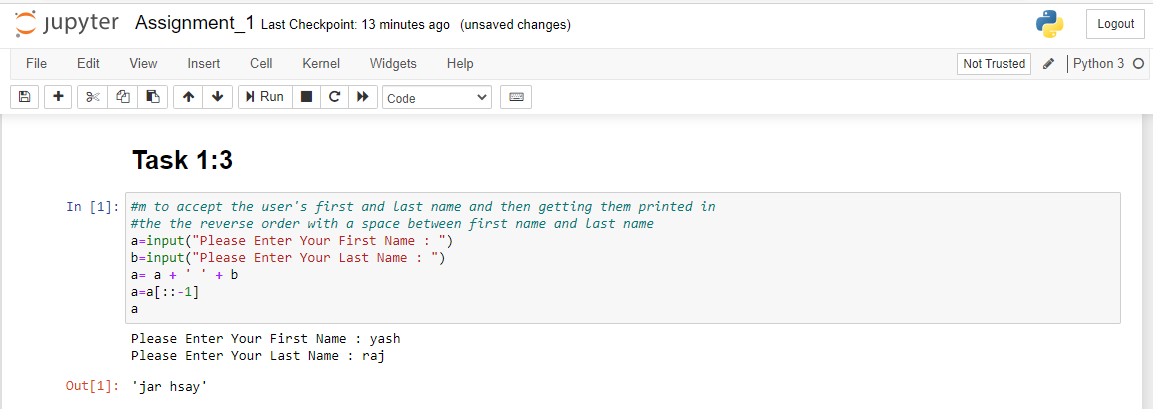 jupyter Assignment_1 Last Checkpoint: 13 minutes ago (unsaved changes) Logout
File Edit View Insert Cell Kernel Widgets Help Not Trusted Python 3
Run Code
Task 1:3
In [1]: #m to accept the user's first and last name and then getting them printed in
#the the reverse order with a space between first name and last name
a=input("Please Enter Your First Name : ")
b=input("Please Enter Your Last Name : ")
a= a + ' ' + b
a=a[::-1]
a
Please Enter Your First Name : yash
Please Enter Your Last Name : raj
Out[1]: 'jar hsay'